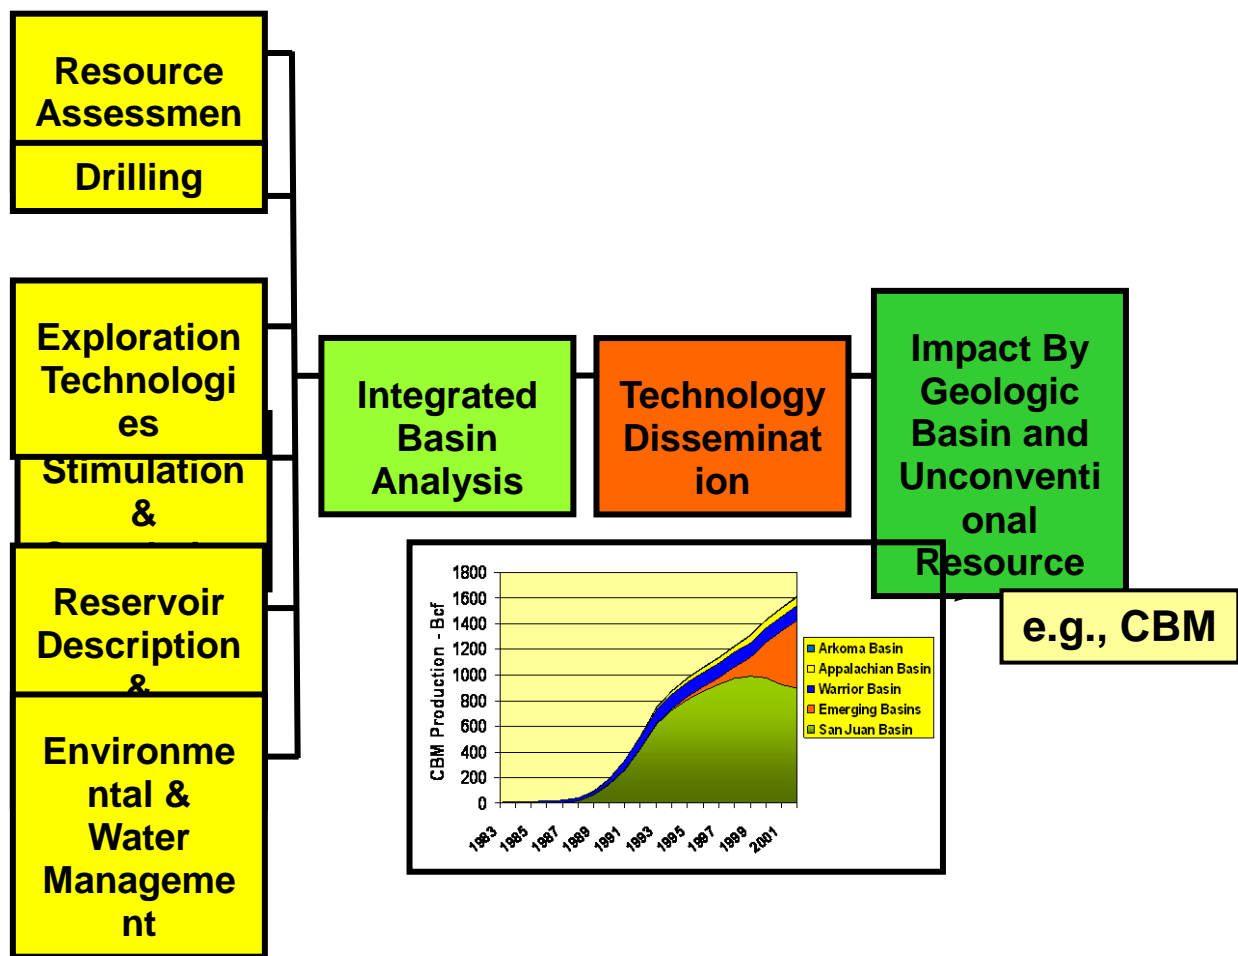 Resource
Assessmen
Drilling
Exploration
Technologi
es
Stimulation
&
Reservoir
Description
&
Environme
ntal &
Water
Manageme
nt
Integrated
Basin
Analysis
Technology
Disseminat
ion
Impact By
Geologic
Basin and
Unconventi
onal
Resource
e.g., CBM
CBM Production - Bcf
1800
1600
1400
1200
1000
800
600
400
200
0
1983
1985
1987
1989
1991
1993
1995
1997
1999
2001
Arkoma Basin
Appalachian Basin
Warrior Basin
Emerging Basins
San Juan Basin